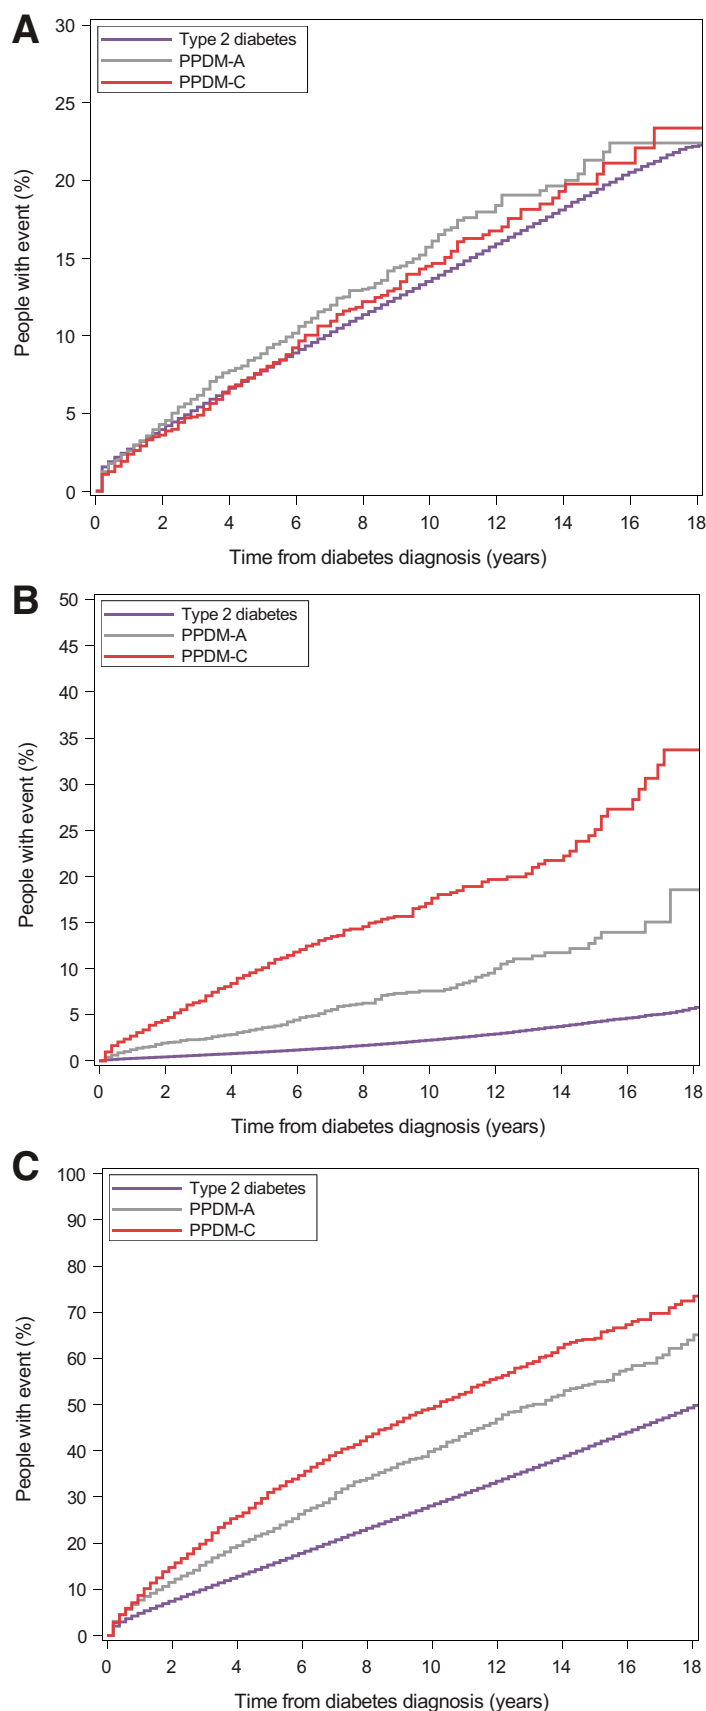 A
Type 2 diabetes
PPDM-A
PPDM-C
People with event (%)
30
25
20
15
10
5
0
0 2 4 6 8 10 12 14 16 18
Time from diabetes diagnosis (years)
B
Type 2 diabetes
PPDM-A
PPDM-C
People with event (%)
50
45
40
35
30
25
20
15
10
5
0
0 2 4 6 8 10 12 14 16 18
Time from diabetes diagnosis (years)
C
Type 2 diabetes
PPDM-A
PPDM-C
People with event (%)
100
90
80
70
60
50
40
30
20
10
0
0 2 4 6 8 10 12 14 16 18
Time from diabetes diagnosis (years)